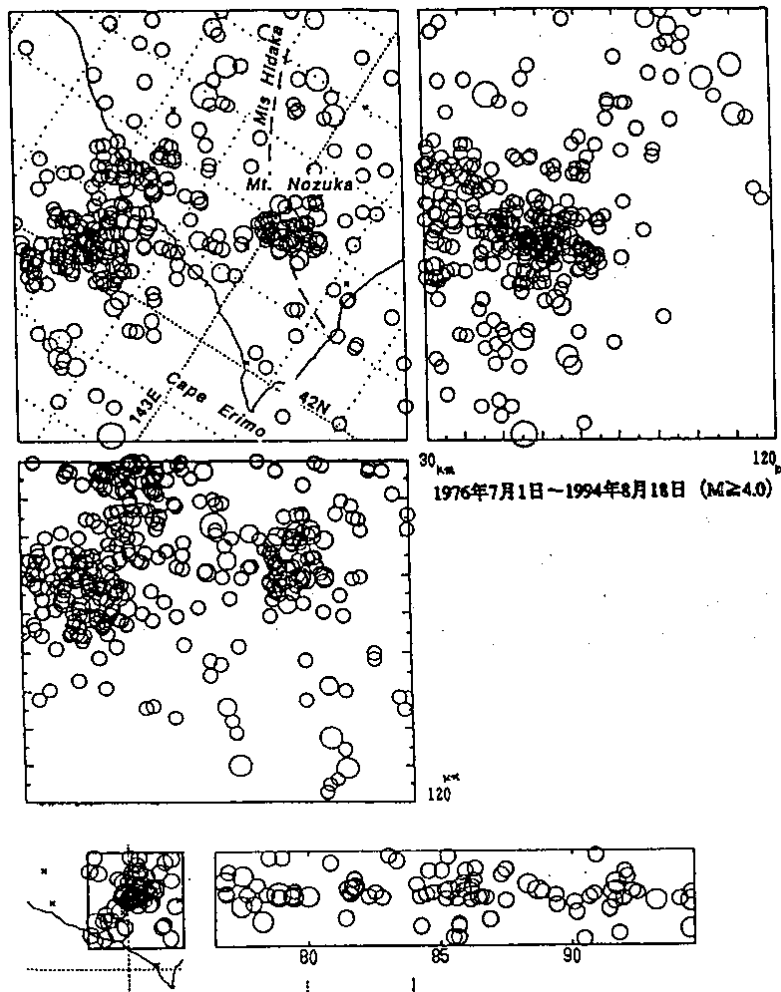 Mts Hidaka
Mt. Nozuka
143E
Cape Erimo
42N
30km
120
1976年7月1日～1994年8月18日 (M≧4.0)
120km
80
85
90